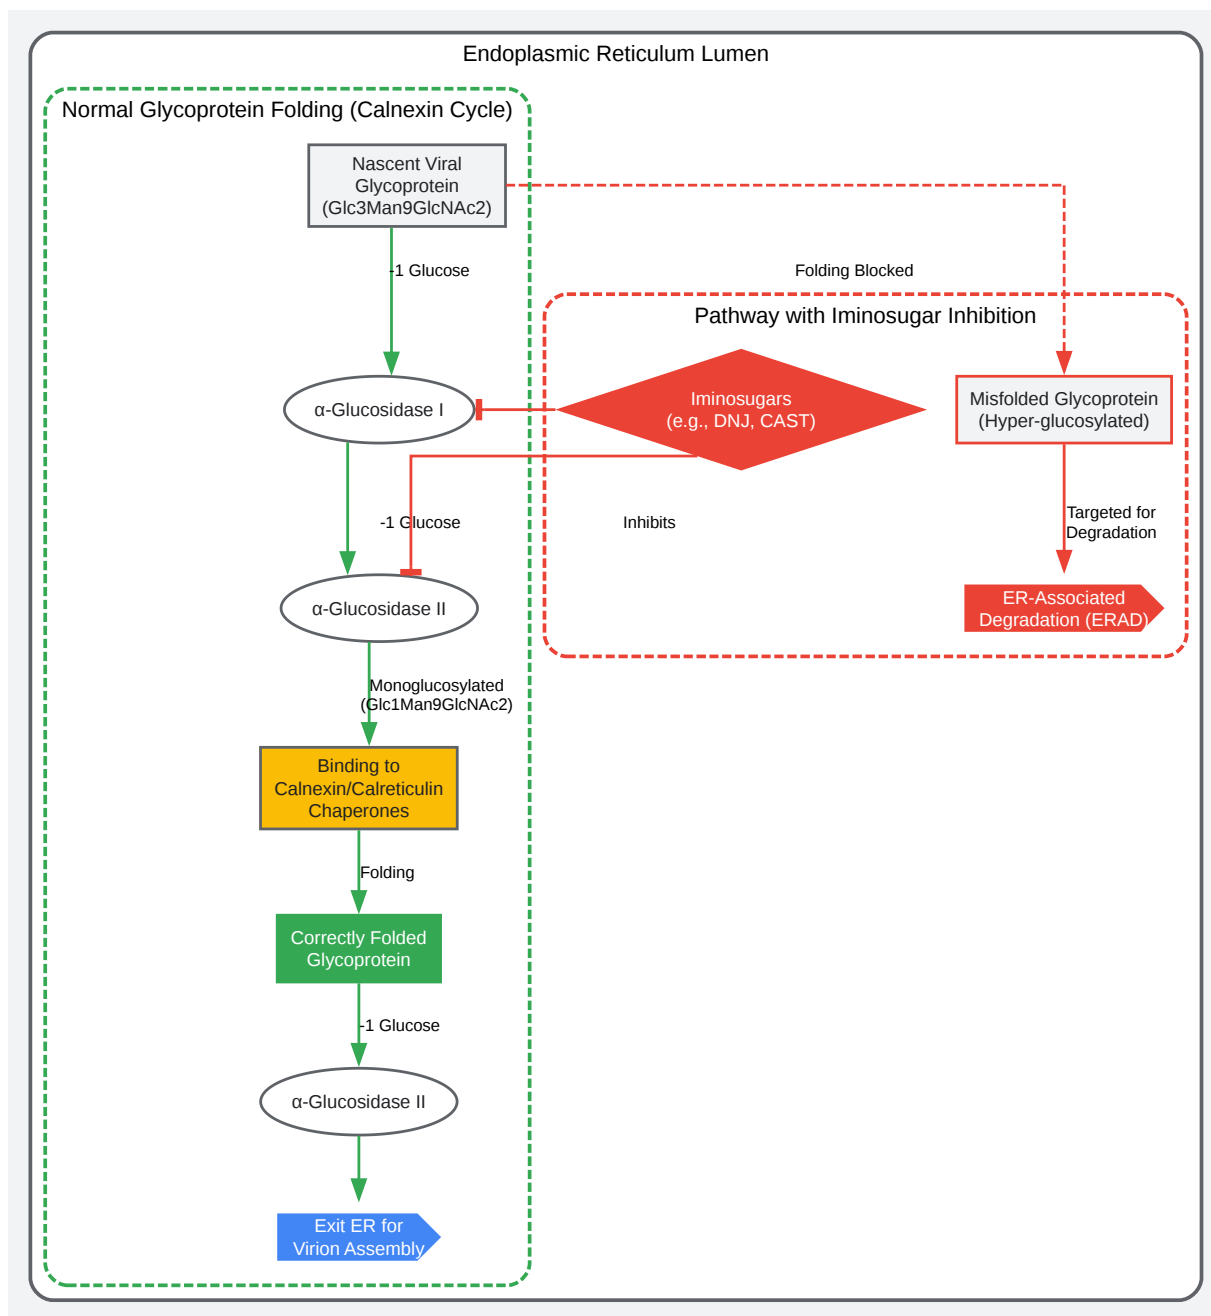 Endoplasmic Reticulum Lumen
Normal Glycoprotein Folding (Calnexin Cycle)
Nascent Viral
Glycoprotein
(Glc3Man9GlcNAc2)
-1 Glucose
Folding Blocked
Pathway with Iminosugar Inhibition
α-Glucosidase I
Iminosugars
(e.g., DNJ, CAST)
Misfolded Glycoprotein
(Hyper-glucosylated)
-1 Glucose
Inhibits
Targeted for
Degradation
α-Glucosidase II
ER-Associated
Degradation (ERAD)
Monoglucosylated
(Glc1Man9GlcNAc2)
Binding to
Calnexin/Calreticulin
Chaperones
Folding
Correctly Folded
Glycoprotein
-1 Glucose
α-Glucosidase II
Exit ER for
Virion Assembly